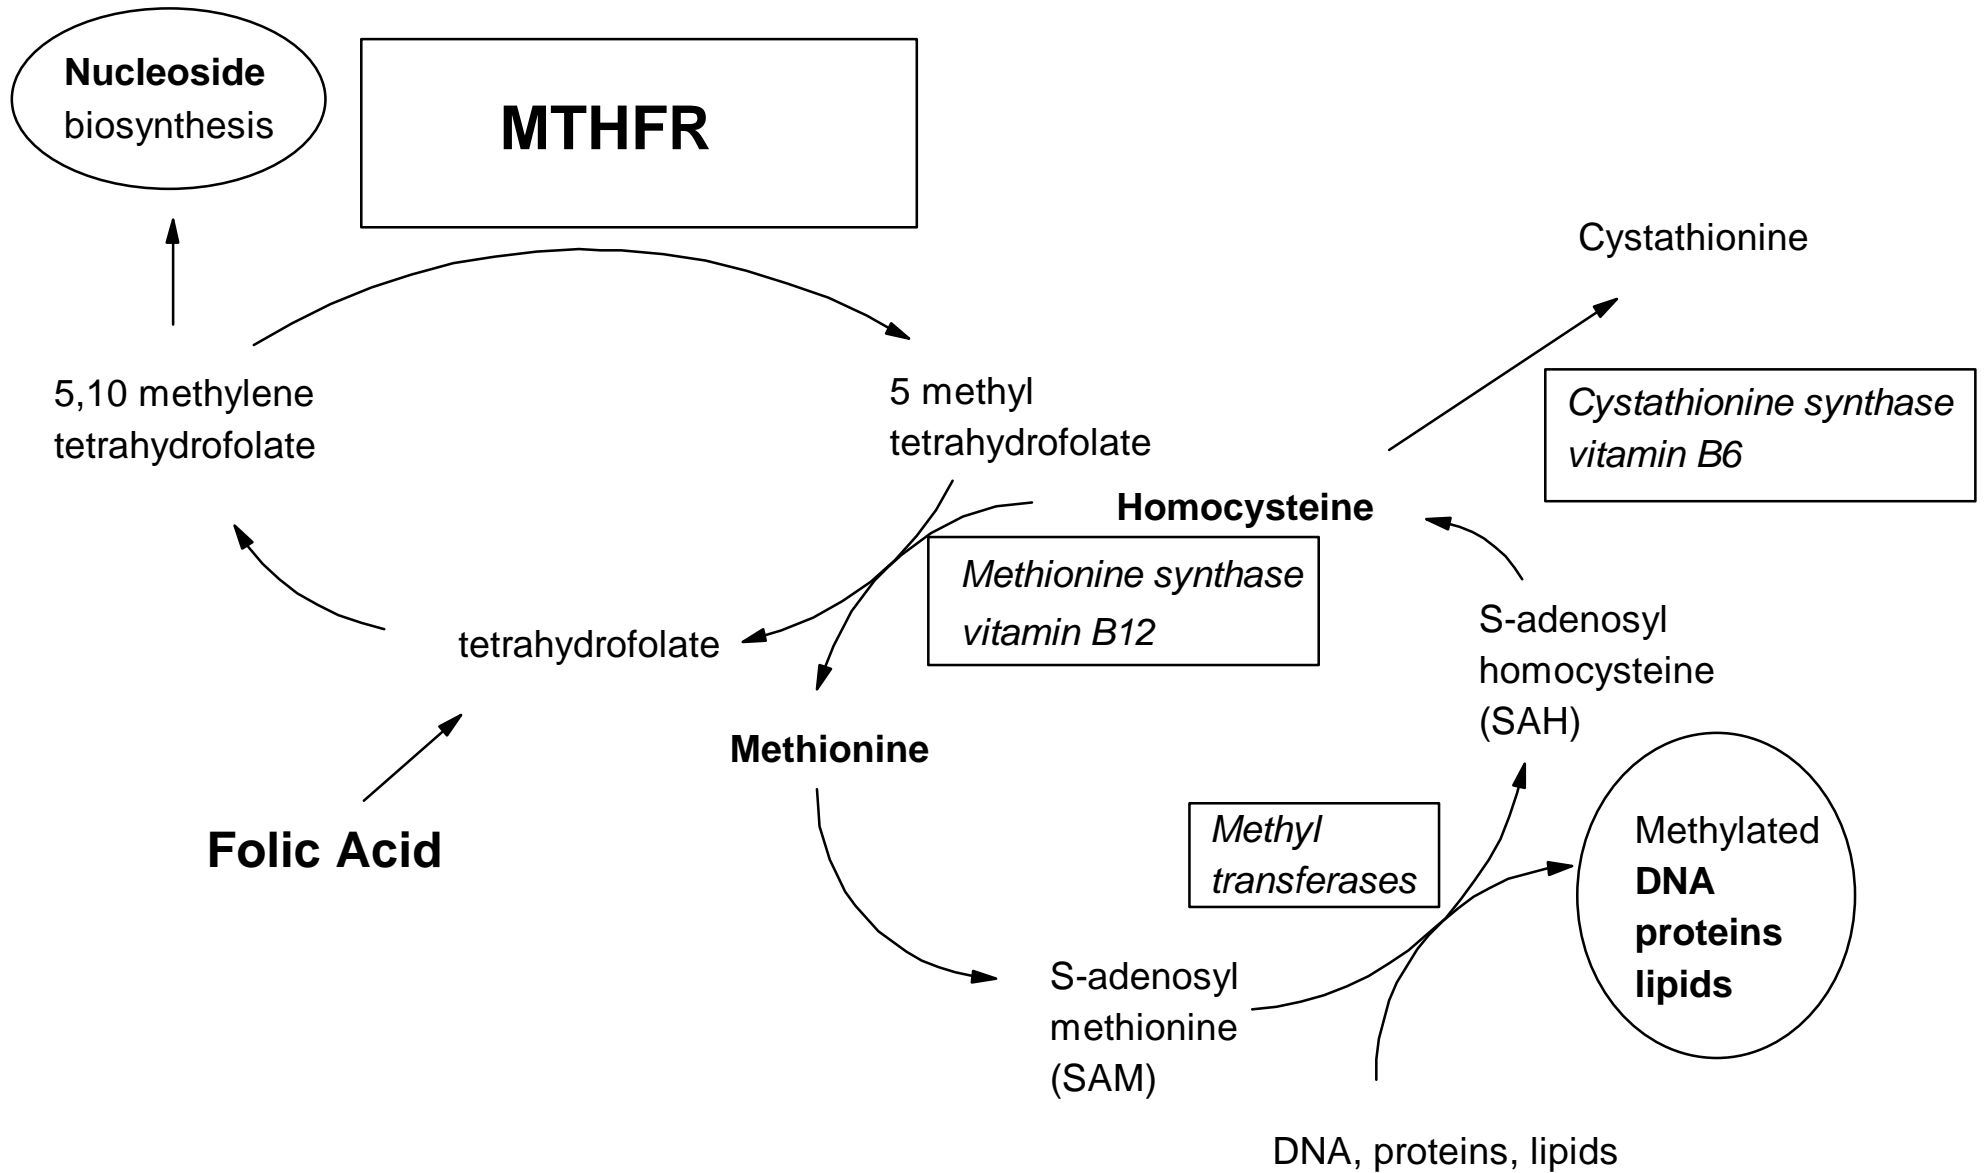 Nucleoside
biosynthesis
MTHFR
Cystathionine
5,10 methylene
tetrahydrofolate
5 methyl
tetrahydrofolate
Cystathionine synthase
vitamin B6
Homocysteine
Methionine synthase
vitamin B12
tetrahydrofolate
S-adenosyl
homocysteine
(SAH)
Methionine
Folic Acid
Methyl
transferases
Methylated
DNA
proteins
lipids
S-adenosyl
methionine
(SAM)
DNA, proteins, lipids